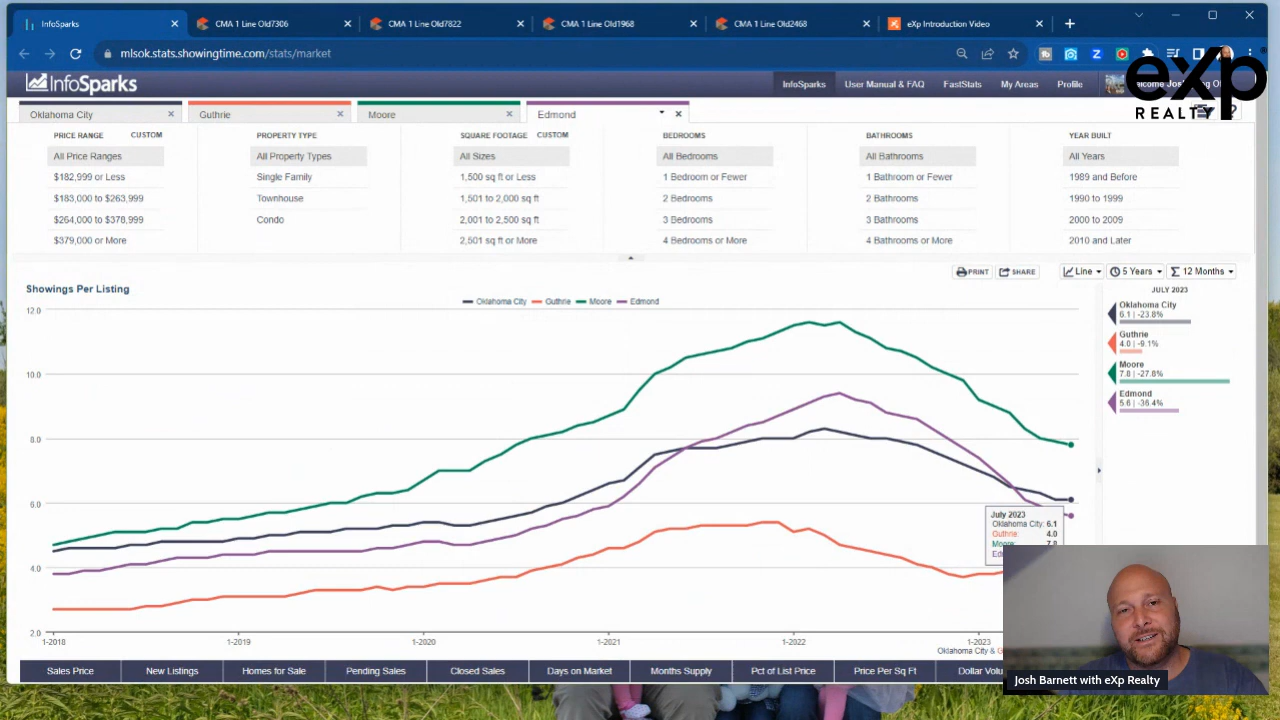 InfoSparks
CMA 1 Line Old7306
CMA 1 Line Old7822
CMA 1 Line Old1968
CMA 1 Line Old2468
eXp Introduction Video
mlsok.stats.showingtime.com/stats/market
InfoSparks
InfoSparks
User Manual & FAQ
FastStats
My Areas
Profile
eXp
REALTY
Oklahoma City
Guthrie
Moore
Edmond
PRICE RANGE CUSTOM
PROPERTY TYPE
SQUARE FOOTAGE CUSTOM
BEDROOMS
BATHROOMS
YEAR BUILT
All Price Ranges
All Property Types
All Sizes
All Bedrooms
All Bathrooms
All Years
$182,999 or Less
Single Family
1,500 sq ft or Less
1 Bedroom or Fewer
1 Bathroom or Fewer
1989 and Before
$183,000 to $263,999
Townhouse
1,501 to 2,000 sq ft
2 Bedrooms
2 Bathrooms
1990 to 1999
$264,000 to $378,999
Condo
2,001 to 2,500 sq ft
3 Bedrooms
3 Bathrooms
2000 to 2009
$379,000 or More
2,501 sq ft or More
4 Bedrooms or More
4 Bathrooms or More
2010 and Later
PRINT
SHARE
Line
5 Years
Σ 12 Months
Showings Per Listing
Oklahoma City Guthrie Moore Edmond
JULY 2023
Oklahoma City
6.1 | -23.8%
Guthrie
4.0 | -9.1%
Moore
7.8 | -27.8%
Edmond
5.6 | -36.4%
12.0
10.0
8.0
6.0
4.0
2.0
July 2023
Oklahoma City: 6.1
Guthrie: 4.0
Moore: 7.8
1-2018
1-2019
1-2020
1-2021
1-2022
1-2023
Oklahoma City &
Sales Price
New Listings
Homes for Sale
Pending Sales
Closed Sales
Days on Market
Months Supply
Pct of List Price
Price Per Sq Ft
Dollar Volu
Josh Barnett with eXp Realty